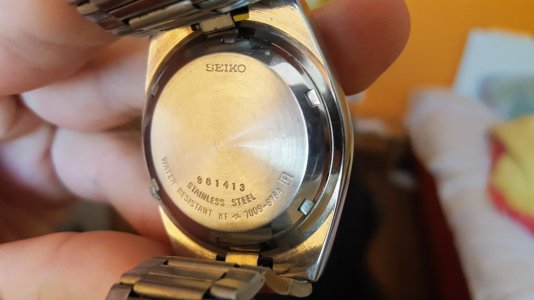 SEIKO
981413
STAINLESS STEEL
WATER RESISTANT KF